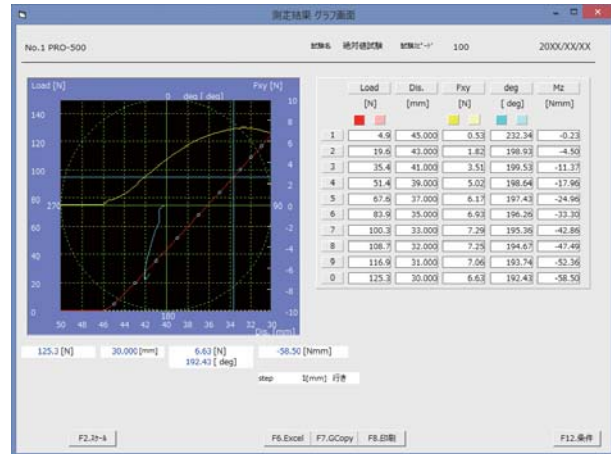 測定結果 グラフ画面
No.1 PRO-500 試験名 絶対値試験 試験ｽﾋﾟｰﾄﾞ 100 20XX/XX/XX
Load [N] Fxy [N]
0 deg [ deg]
140 10
120 8
100 6
80 4
60 2
40 0
20 -2
0 -4
-6
-8
-10
270 90
180
50 48 46 44 42 40 38 36 34 32 30
Dis. [mm]
Load Dis. Fxy deg Mz
[N] [mm] [N] [ deg] [Nmm]
1 4.9 45.000 0.53 232.34 -0.23
2 19.6 43.000 1.82 198.93 -4.50
3 35.4 41.000 3.51 199.53 -11.37
4 51.4 39.000 5.02 198.64 -17.96
5 67.6 37.000 6.17 197.43 -24.96
6 83.9 35.000 6.93 196.26 -33.30
7 100.3 33.000 7.29 195.36 -42.86
8 108.7 32.000 7.25 194.67 -47.49
9 116.9 31.000 7.06 193.74 -52.36
0 125.3 30.000 6.63 192.43 -58.50
125.3 [N] 30.000 [mm] 6.63 [N] -58.50 [Nmm]
192.43 [ deg]
step 1[mm] 行き
F2.ｽｹｰﾙ F6.Excel F7.GCopy F8.印刷 F12.条件